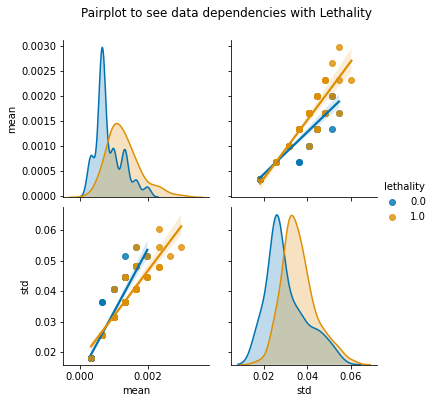 Pairplot to see data dependencies with Lethality
0.0030
0.0025
0.0020
0.0015
0.0010
0.0005
0.0000
mean
lethality
0.0
1.0
0.06
0.05
0.04
0.03
0.02
std
0.000 0.002
mean
0.02 0.04 0.06
std